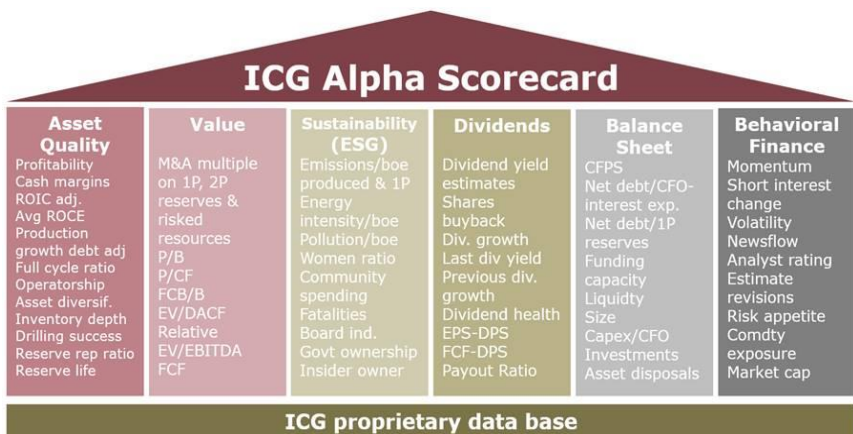 ICG Alpha Scorecard
Asset
Quality
Profitability
Cash margins
ROIC adj.
Avg ROCE
Production
growth debt adj
Full cycle ratio
Operatorship
Asset diversif.
Inventory depth
Drilling success
Reserve rep ratio
Reserve life
Value
M&A multiple
on 1P, 2P
reserves &
risked
resources
P/B
P/CF
FCB/B
EV/DACF
Relative
EV/EBITDA
FCF
Sustainability
(ESG)
Emissions/boe
produced & 1P
Energy
intensity/boe
Pollution/boe
Women ratio
Community
spending
Fatalities
Board ind.
Govt ownership
Insider owner
Dividends
Dividend yield
estimates
Shares
buyback
Div. growth
Last div yield
Previous div.
growth
Dividend health
EPS-DPS
FCF-DPS
Payout Ratio
Balance
Sheet
CFPS
Net debt/CFO-
interest exp.
Net debt/1P
reserves
Funding
capacity
Liquidity
Size
Capex/CFO
Investments
Asset disposals
Behavioral
Finance
Momentum
Short interest
change
Volatility
Newsflow
Analyst rating
Estimate
revisions
Risk appetite
Comdty
exposure
Market cap
ICG proprietary data base